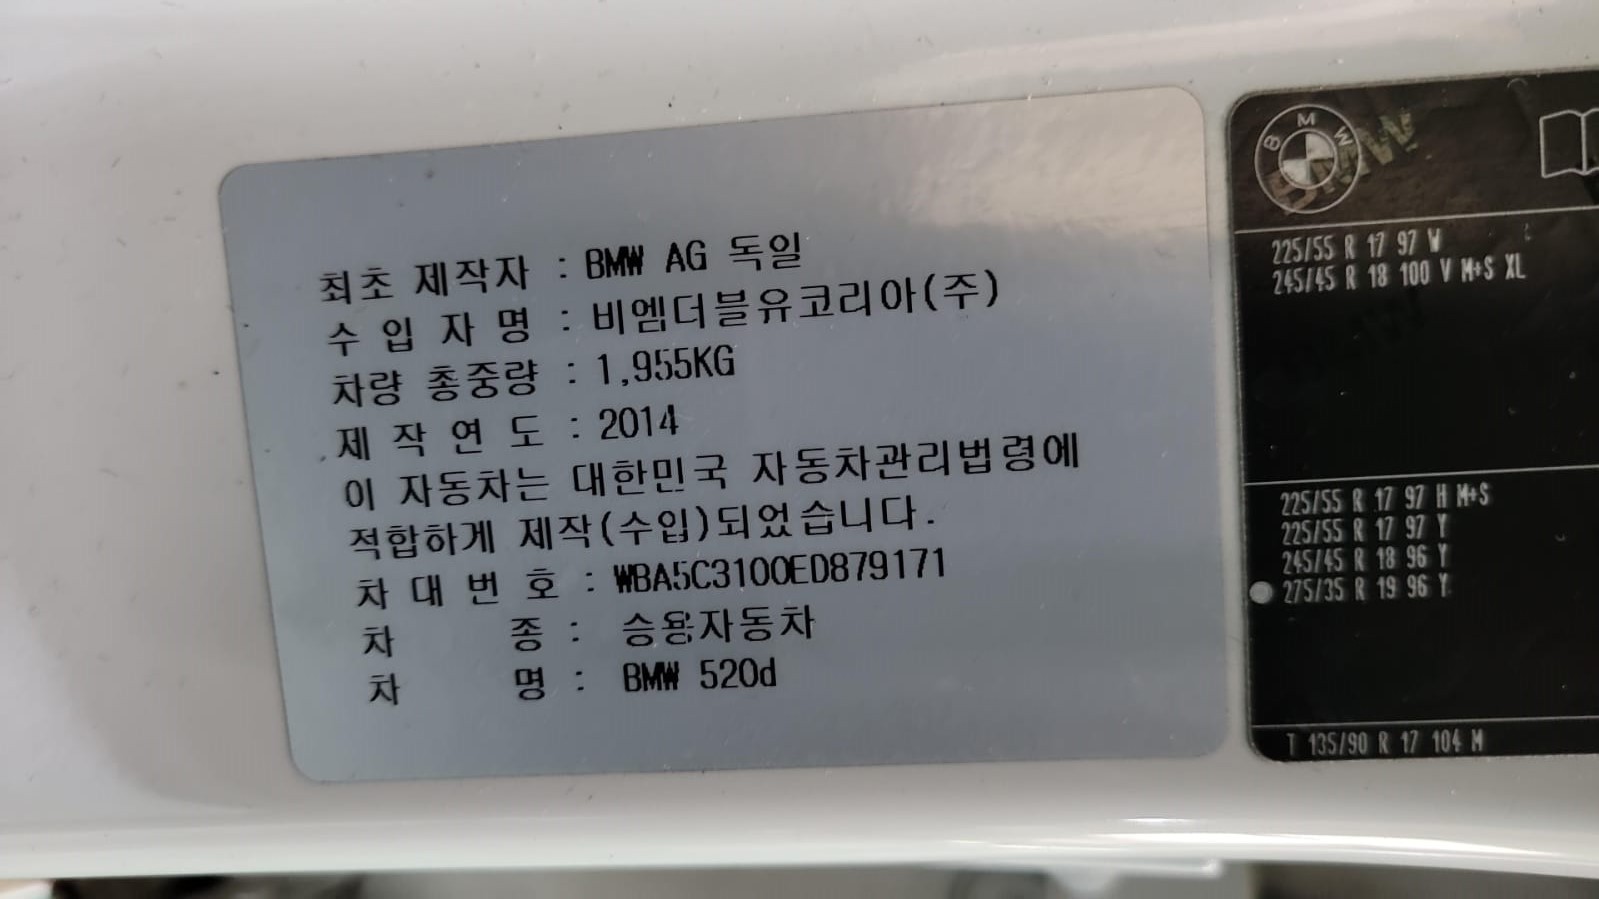 최초 제작자 : BMW AG 독일
수 입 자 명 : 비엠더블유코리아(주)
차량 총중량 : 1,955KG
제 작 연 도 : 2014
이 자동차는 대한민국 자동차관리법령에
적합하게 제작(수입)되었습니다.
차 대 번 호 : WBA5C3100ED879171
차 종 : 승용자동차
차 명 : BMW 520d
BMW
BMW
225/55 R 17 97 W
245/45 R 18 100 V M+S XL
225/55 R 17 97 H M+S
225/55 R 17 97 Y
245/45 R 18 96 Y
275/35 R 19 96 Y
T 135/90 R 17 104 M